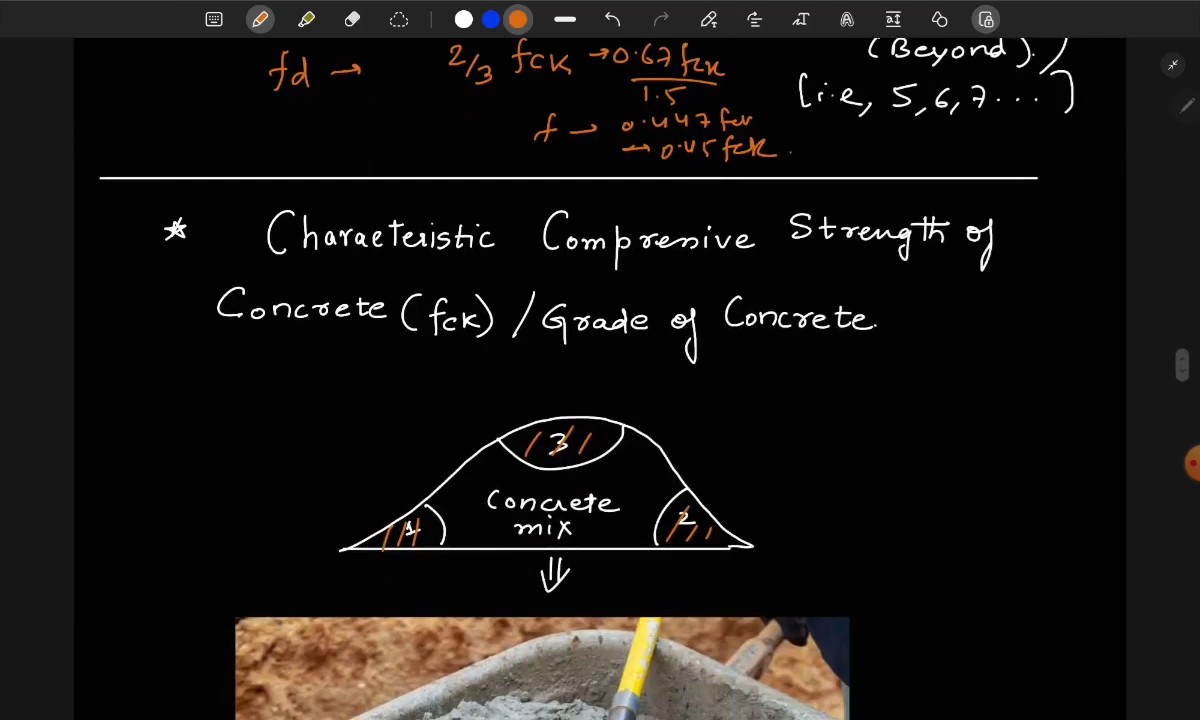 (Beyond).)
fd → 2/3 fck → 0.67 fck
1.5
[i.e, 5, 6, 7 ... ]
f → 0.447 fck
→ 0.45 fck.
* Characteristic Compressive Strength of
Concrete (fck) / Grade of Concrete.
3
Concrete
mix
1
2